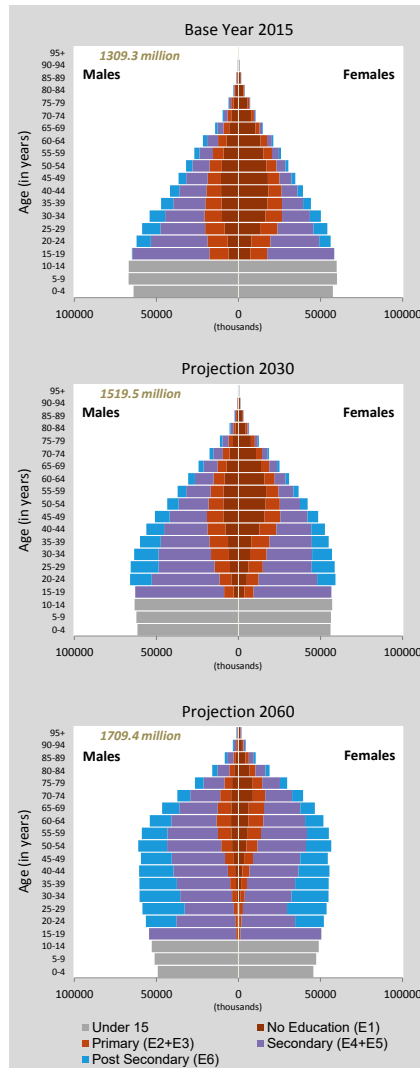 Base Year 2015
1309.3 million
Males
Females
Age (in years)
95+
90-94
85-89
80-84
75-79
70-74
65-69
60-64
55-59
50-54
45-49
40-44
35-39
30-34
25-29
20-24
15-19
10-14
5-9
0-4
100000 50000 0 50000 100000
(thousands)
Projection 2030
1519.5 million
Males
Females
Age (in years)
95+
90-94
85-89
80-84
75-79
70-74
65-69
60-64
55-59
50-54
45-49
40-44
35-39
30-34
25-29
20-24
15-19
10-14
5-9
0-4
100000 50000 0 50000 100000
(thousands)
Projection 2060
1709.4 million
Males
Females
Age (in years)
95+
90-94
85-89
80-84
75-79
70-74
65-69
60-64
55-59
50-54
45-49
40-44
35-39
30-34
25-29
20-24
15-19
10-14
5-9
0-4
100000 50000 0 50000 100000
(thousands)
Under 15 No Education (E1)
Primary (E2+E3) Secondary (E4+E5)
Post Secondary (E6)